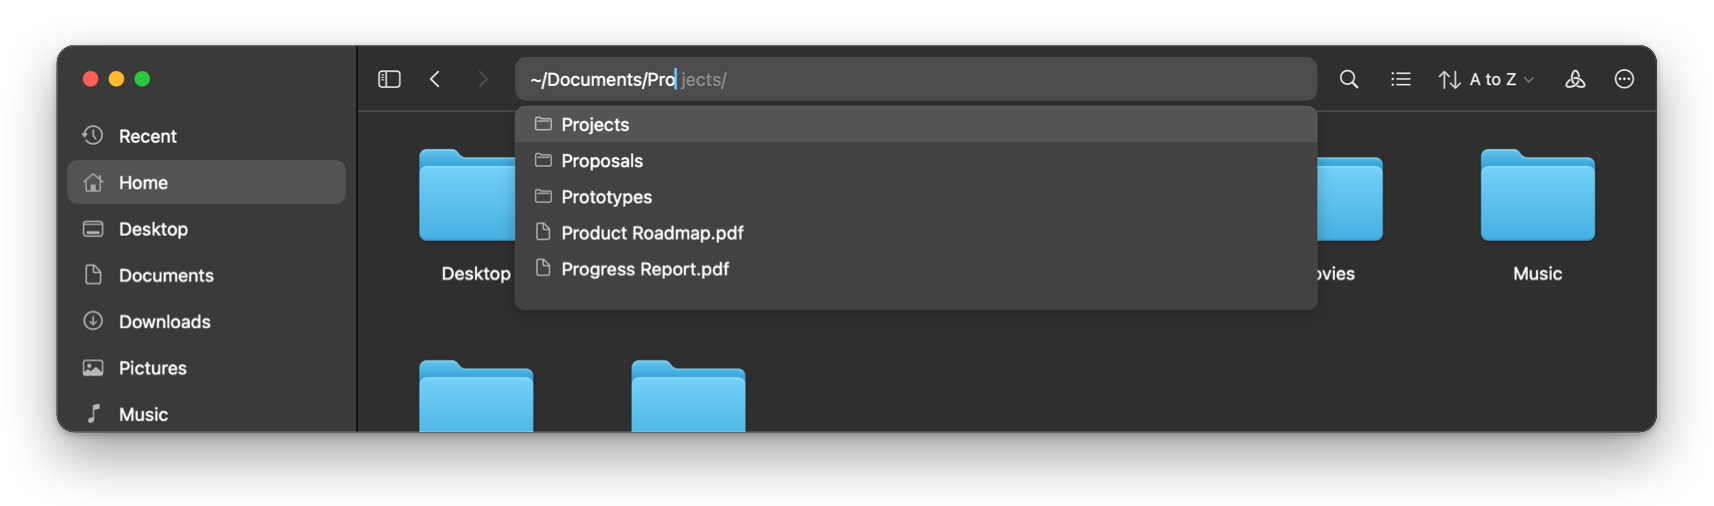 ~/Documents/Projects/
A to Z
Recent
Home
Desktop
Documents
Downloads
Pictures
Music
Projects
Proposals
Prototypes
Product Roadmap.pdf
Progress Report.pdf
Desktop
ovies
Music